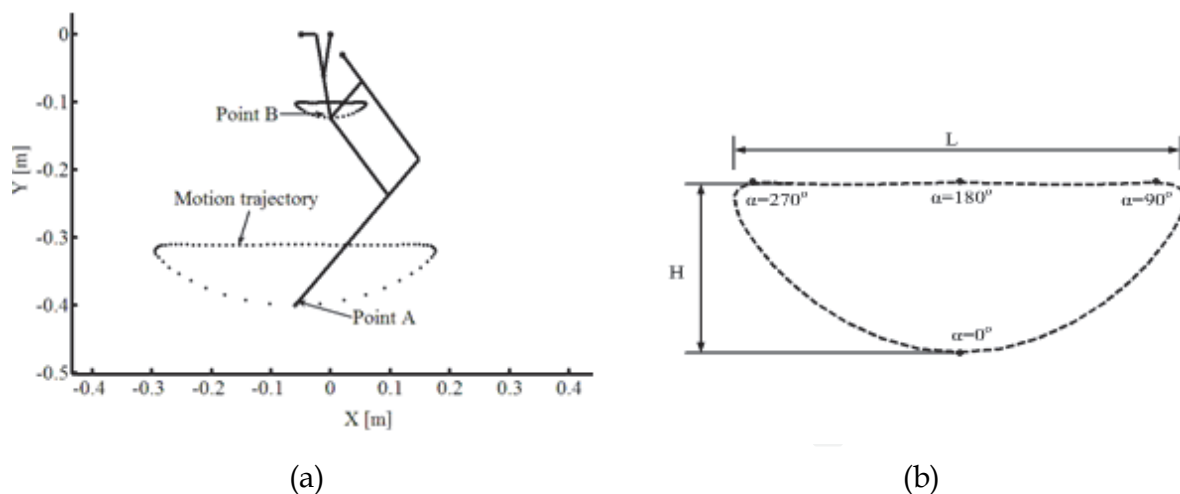 0
-0.1
-0.2
-0.3
-0.4
-0.5
Y [m]
Point B
Motion trajectory
Point A
-0.4 -0.3 -0.2 -0.1 0 0.1 0.2 0.3 0.4
X [m]
(a)
L
α=270° α=180° α=90°
H
α=0°
(b)